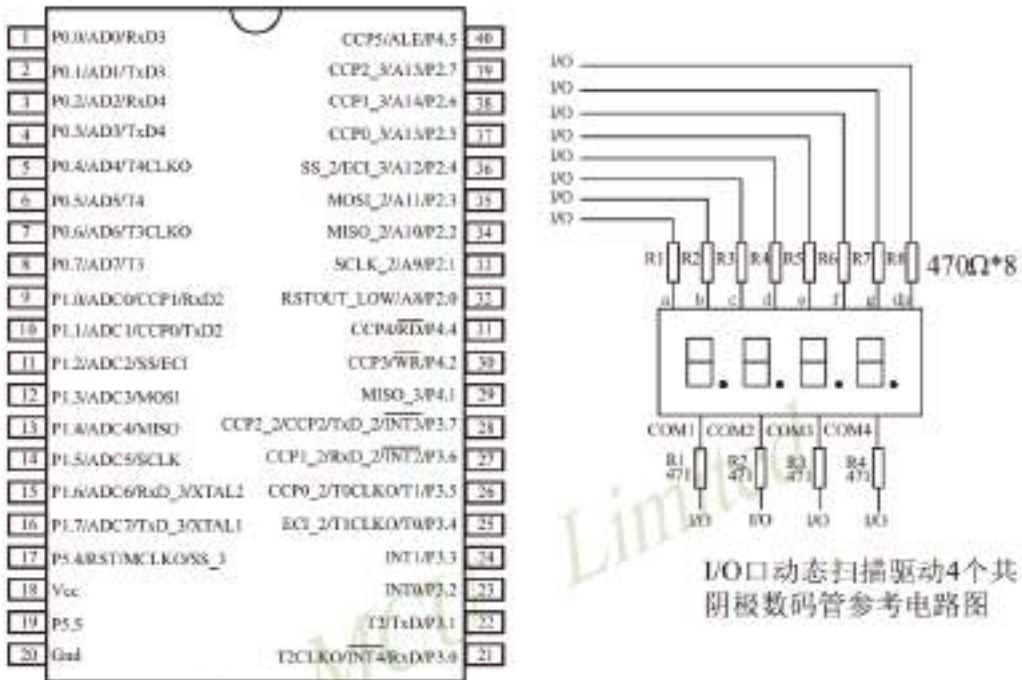 1 P0.0/AD0/RxD3
2 P0.1/AD1/TxD3
3 P0.2/AD2/RxD4
4 P0.3/AD3/TxD4
5 P0.4/AD4/T4CLKO
6 P0.5/AD5/T4
7 P0.6/AD6/T3CLKO
8 P0.7/AD7/T3
9 P1.0/ADC0/CCP1/RxD2
10 P1.1/ADC1/CCP0/TxD2
11 P1.2/ADC2/SS/ECI
12 P1.3/ADC3/MOSI
13 P1.4/ADC4/MISO
14 P1.5/ADC5/SCLK
15 P1.6/ADC6/RxD_3/XTAL2
16 P1.7/ADC7/TxD_3/XTAL1
17 P5.4/RST/MCLKO/SS_3
18 Vcc
19 P5.5
20 Gnd
CCP5/ALE/P4.5 40
CCP2_3/A15/P2.7 39
CCP1_3/A14/P2.6 38
CCP0_3/A13/P2.5 37
SS_2/ECI_3/A12/P2.4 36
MOSI_2/A11/P2.3 35
MISO_2/A10/P2.2 34
SCLK_2/A9/P2.1 33
RSTOUT_LOW/A8/P2.0 32
CCP4/RD/P4.4 31
CCP3/WR/P4.2 30
MISO_3/P4.1 29
CCP2_2/CCP2/TxD_2/INT3/P3.7 28
CCP1_2/RxD_2/INT2/P3.6 27
CCP0_2/T0CLKO/T1/P3.5 26
ECI_2/T1CLKO/T0/P3.4 25
INT1/P3.3 24
INT0/P3.2 23
T2/TxD/P3.1 22
T2CLKO/INT4/RxD/P3.0 21
I/O
I/O
I/O
I/O
I/O
I/O
I/O
I/O
R1 R2 R3 R4 R5 R6 R7 R8 470Ω*8
a b c d e f g dp
COM1 COM2 COM3 COM4
R1 R2 R3 R4
471 471 471 471
I/O I/O I/O I/O
I/O口动态扫描驱动4个共
阴极数码管参考电路图
MCU Limited